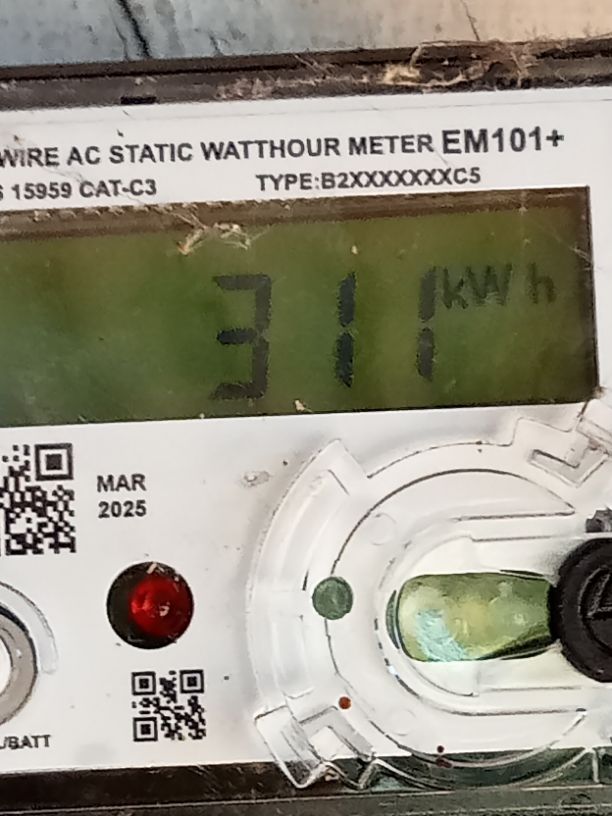 WIRE AC STATIC WATTHOUR METER EM101+
15959 CAT-C3 TYPE:B2XXXXXXXC5
311 kWh
MAR
2025
/BATT